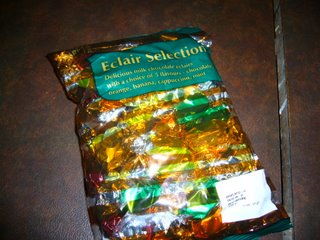 Eclair Selection
Delicious milk chocolate eclairs
with a choice of 5 flavours - chocolate,
orange, banana, cappuccino, mint